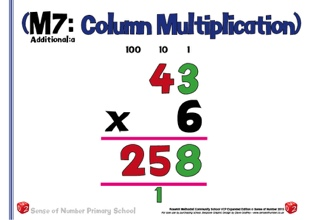 (M7: Column Multiplication)
Additional:a
100 10 1
43
x 6
258
1
Sense of Number Primary School